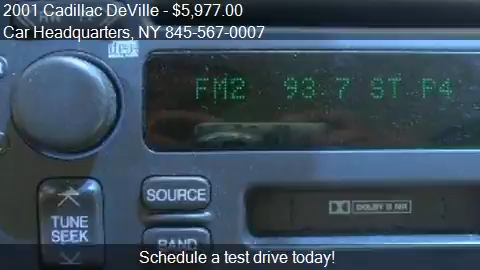 2001 Cadillac DeVille - $5,977.00
Car Headquarters, NY 845-567-0007
FM2 93 7 ST P4
SOURCE
DOLBY B NR
TUNE
SEEK
BAND
Schedule a test drive today!